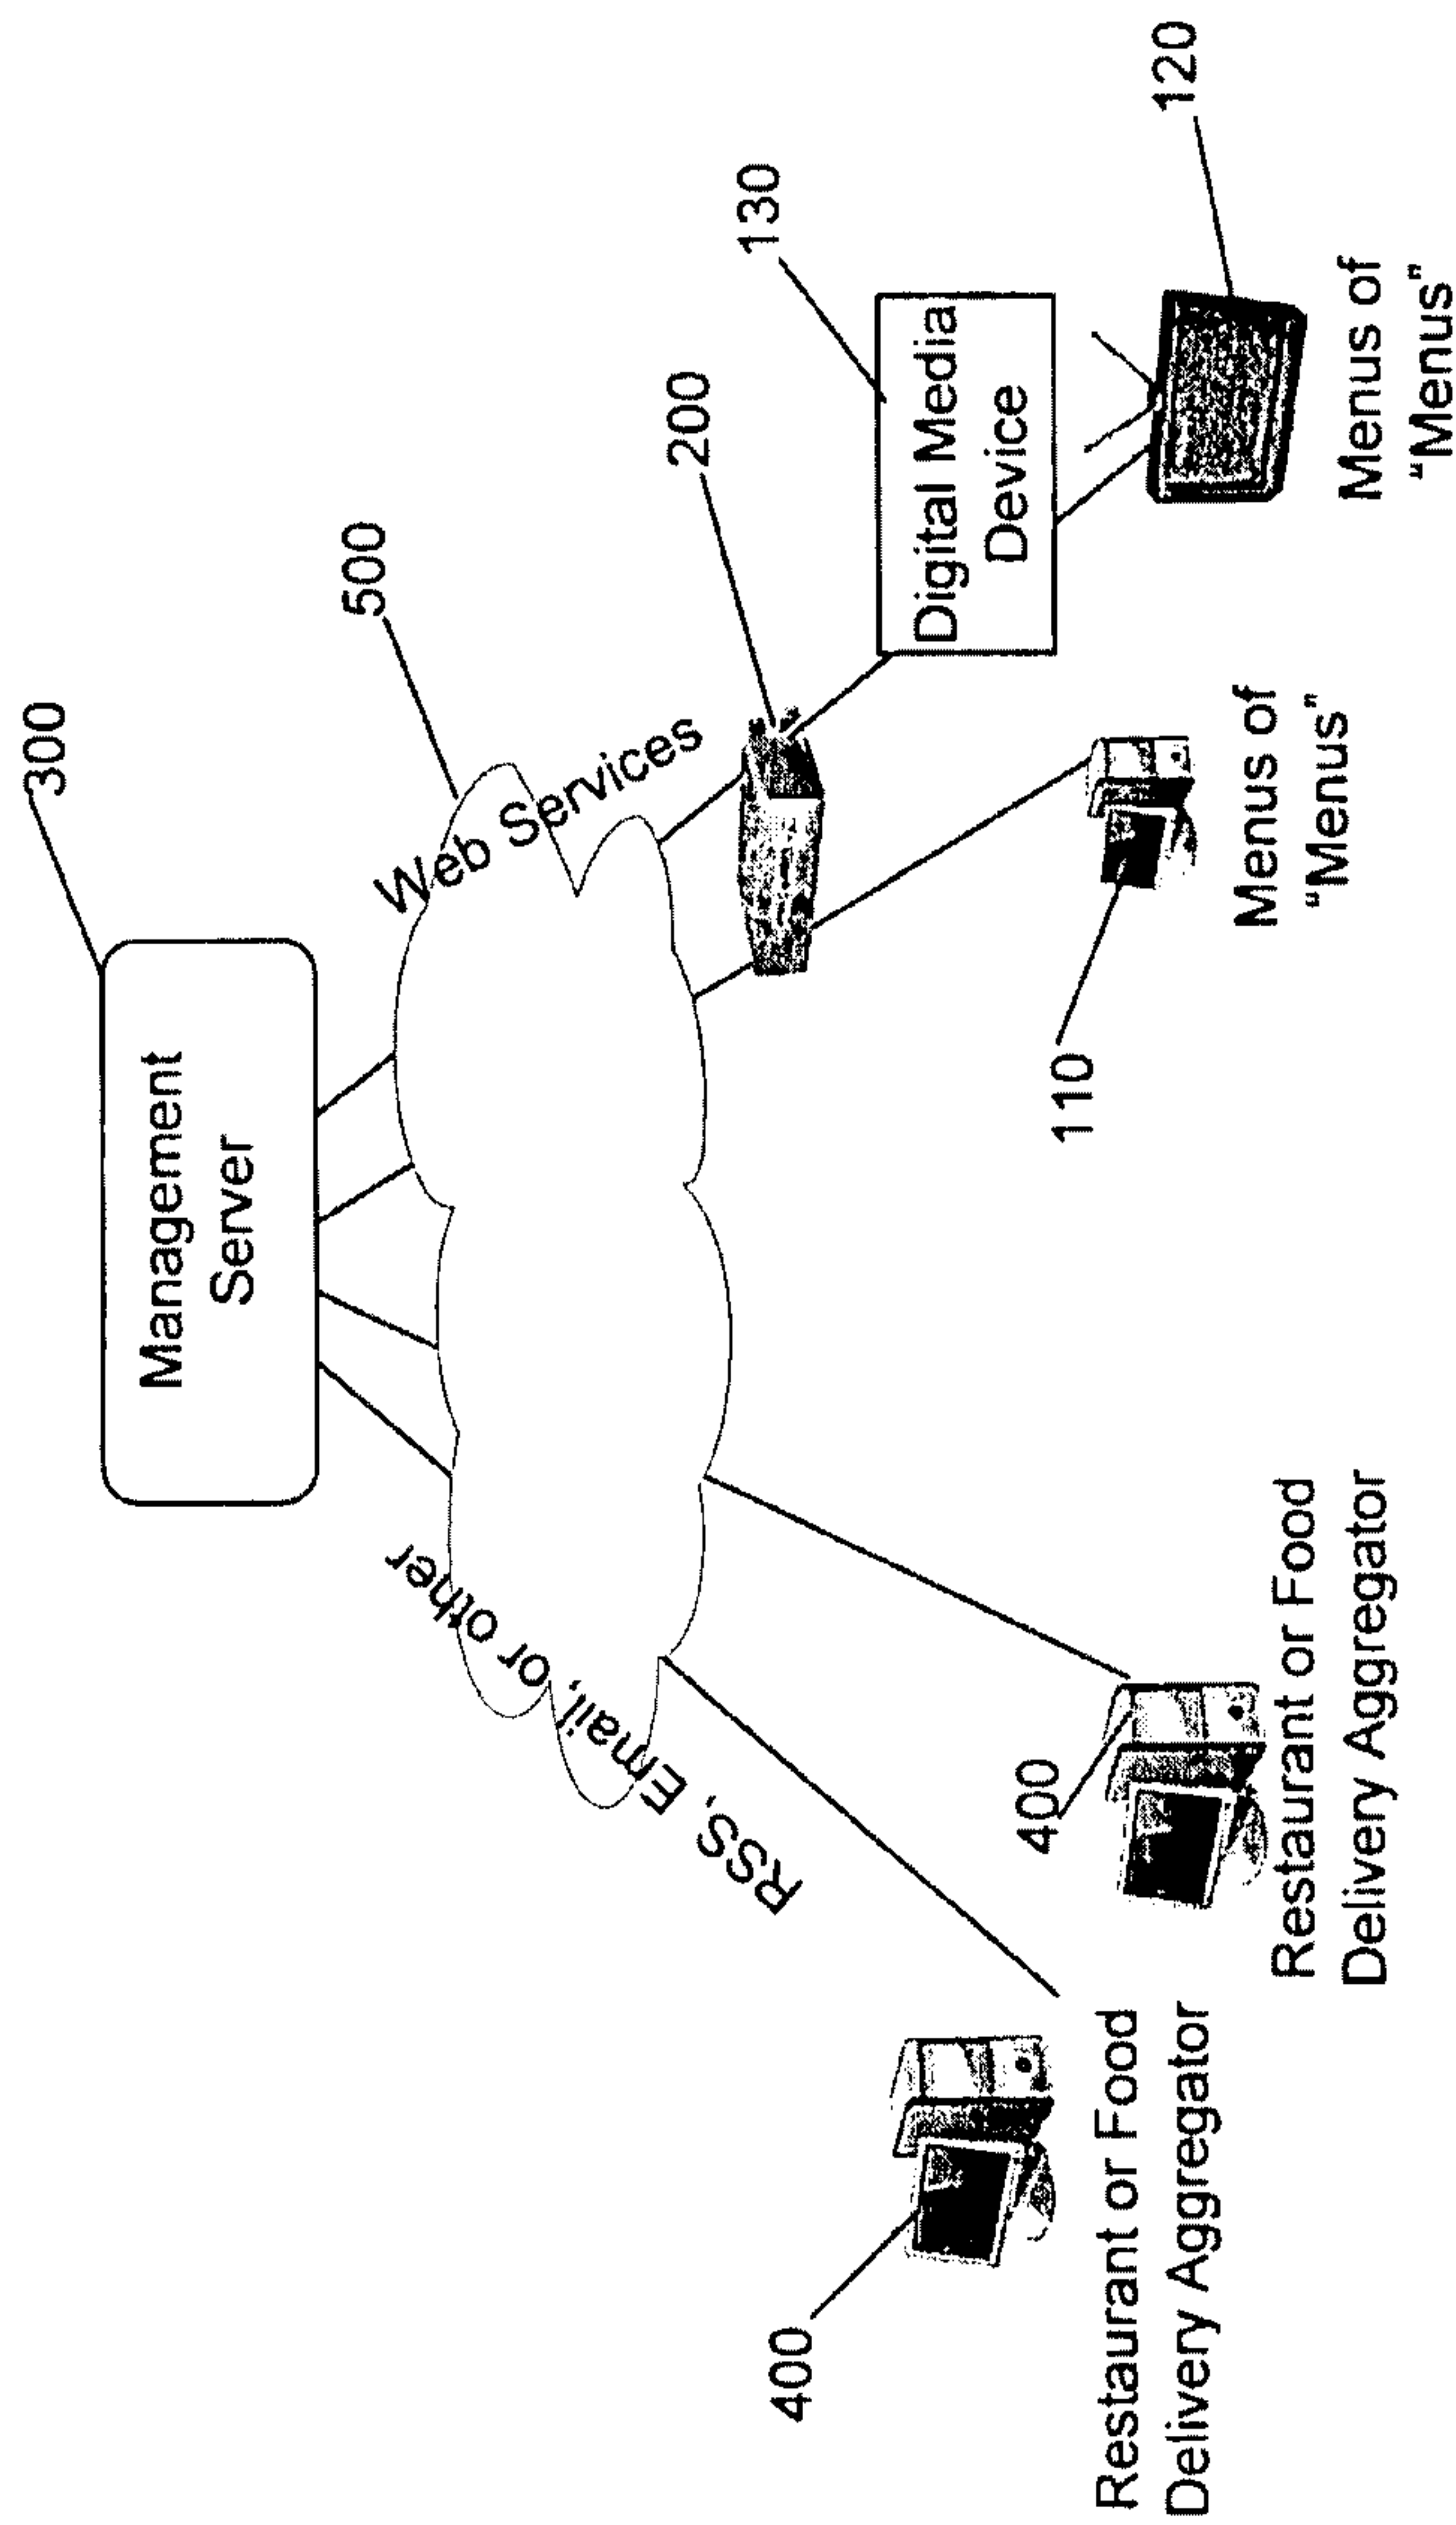 300
Management
Server
500
Web Services
RSS, Email, or other
200
130
Digital Media
Device
120
Menus of
"Menus"
110
Menus of
"Menus"
400
Restaurant or Food
Delivery Aggregator
400
Restaurant or Food
Delivery Aggregator